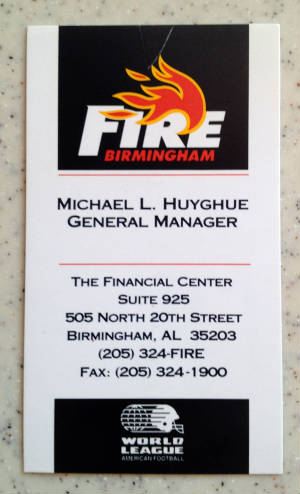 FIRE
BIRMINGHAM
MICHAEL L. HUYGHUE
GENERAL MANAGER
THE FINANCIAL CENTER
SUITE 925
505 NORTH 20TH STREET
BIRMINGHAM, AL 35203
(205) 324-FIRE
FAX: (205) 324-1900
WORLD
LEAGUE
AMERICAN FOOTBALL